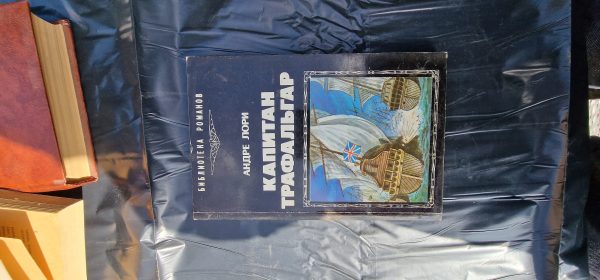 БИБЛИОТЕКА РОМАНОВ
АНДРЕ ЛОРИ
КАПИТАН
ТРАФАЛЬГАР